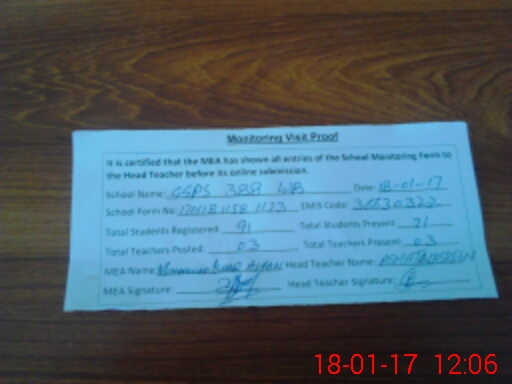 Monitoring Visit Proof
It is certified that the MEA has shown all entries of the School Monitoring Form to
the Head Teacher before its online submission.
School Name: GGPS 388 WB Date: 18-01-17
School Form No: EMIS Code:
Total Students Registered: 91 Total Students Present: 71
Total Teachers Posted: 03 Total Teachers Present: 03
MEA Name: Head Teacher Name:
MEA Signature: Head Teacher Signature:
18-01-17 12:06